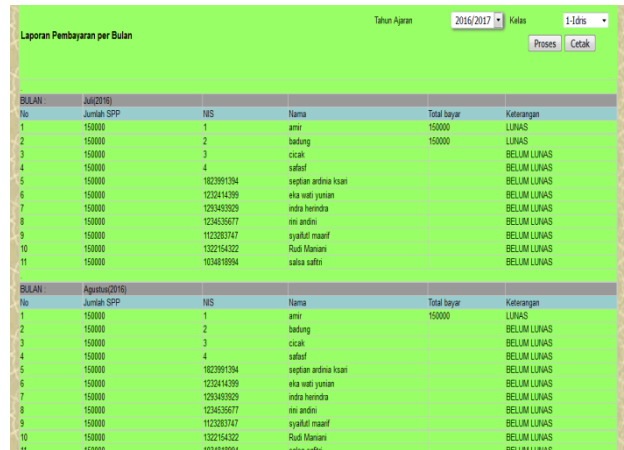 Tahun Ajaran 2016/2017 Kelas 1-Idris
Laporan Pembayaran per Bulan
Proses Cetak
BULAN : Juli(2016)
No Jumlah SPP NIS Nama Total bayar Keterangan
1 150000 1 amir 150000 LUNAS
2 150000 2 badung 150000 LUNAS
3 150000 3 cicak BELUM LUNAS
4 150000 4 safasf BELUM LUNAS
5 150000 1823991394 septian ardinia ksari BELUM LUNAS
6 150000 1232414399 eka wati yunian BELUM LUNAS
7 150000 1293493929 indra herindra BELUM LUNAS
8 150000 1234535677 rini andini BELUM LUNAS
9 150000 1123283747 syaifutl maarif BELUM LUNAS
10 150000 1322154322 Rudi Maniani BELUM LUNAS
11 150000 1034818994 salsa safitri BELUM LUNAS
BULAN : Agustus(2016)
No Jumlah SPP NIS Nama Total bayar Keterangan
1 150000 1 amir 150000 LUNAS
2 150000 2 badung BELUM LUNAS
3 150000 3 cicak BELUM LUNAS
4 150000 4 safasf BELUM LUNAS
5 150000 1823991394 septian ardinia ksari BELUM LUNAS
6 150000 1232414399 eka wati yunian BELUM LUNAS
7 150000 1293493929 indra herindra BELUM LUNAS
8 150000 1234535677 rini andini BELUM LUNAS
9 150000 1123283747 syaifutl maarif BELUM LUNAS
10 150000 1322154322 Rudi Maniani BELUM LUNAS
11 150000 1034818994 salsa safitri BELUM LUNAS